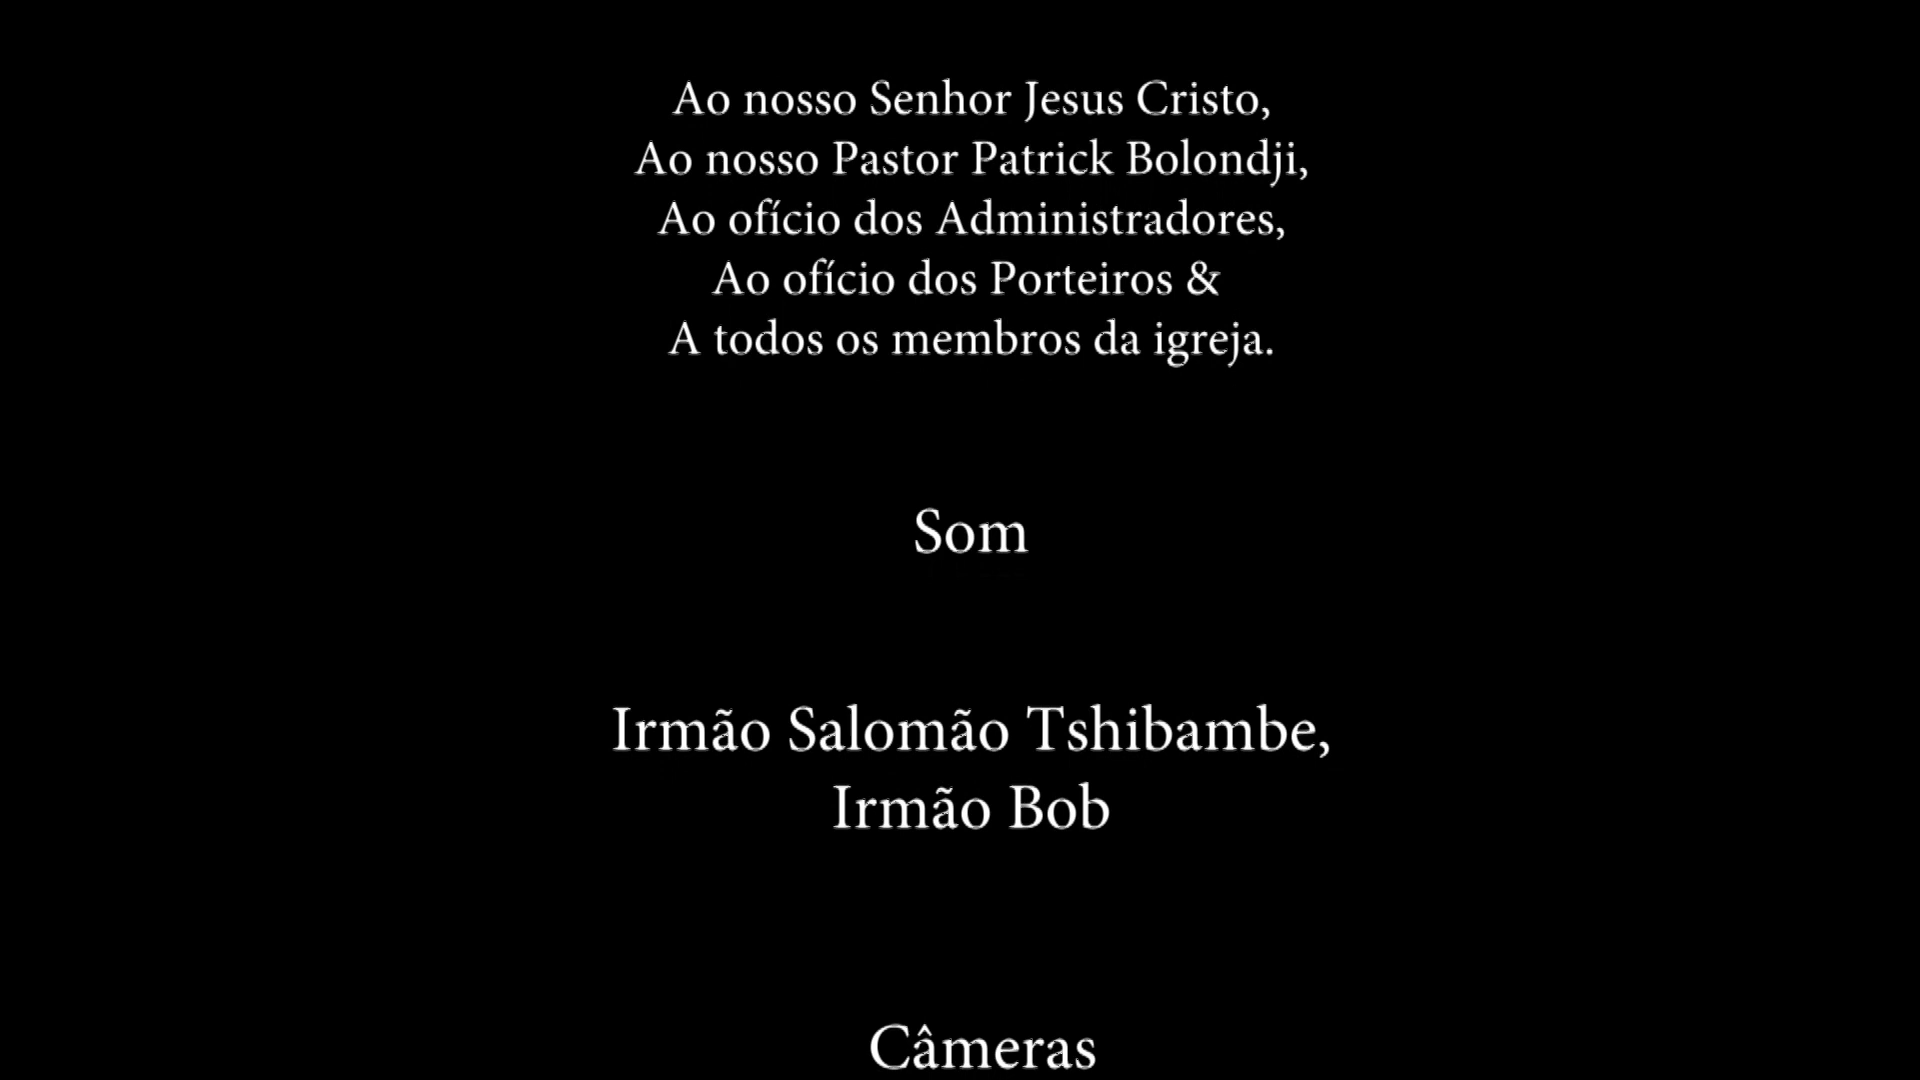 Ao nosso Senhor Jesus Cristo,
Ao nosso Pastor Patrick Bolondji,
Ao ofício dos Administradores,
Ao ofício dos Porteiros &
A todos os membros da igreja.
Som
Irmão Salomão Tshibambe,
Irmão Bob
Câmeras